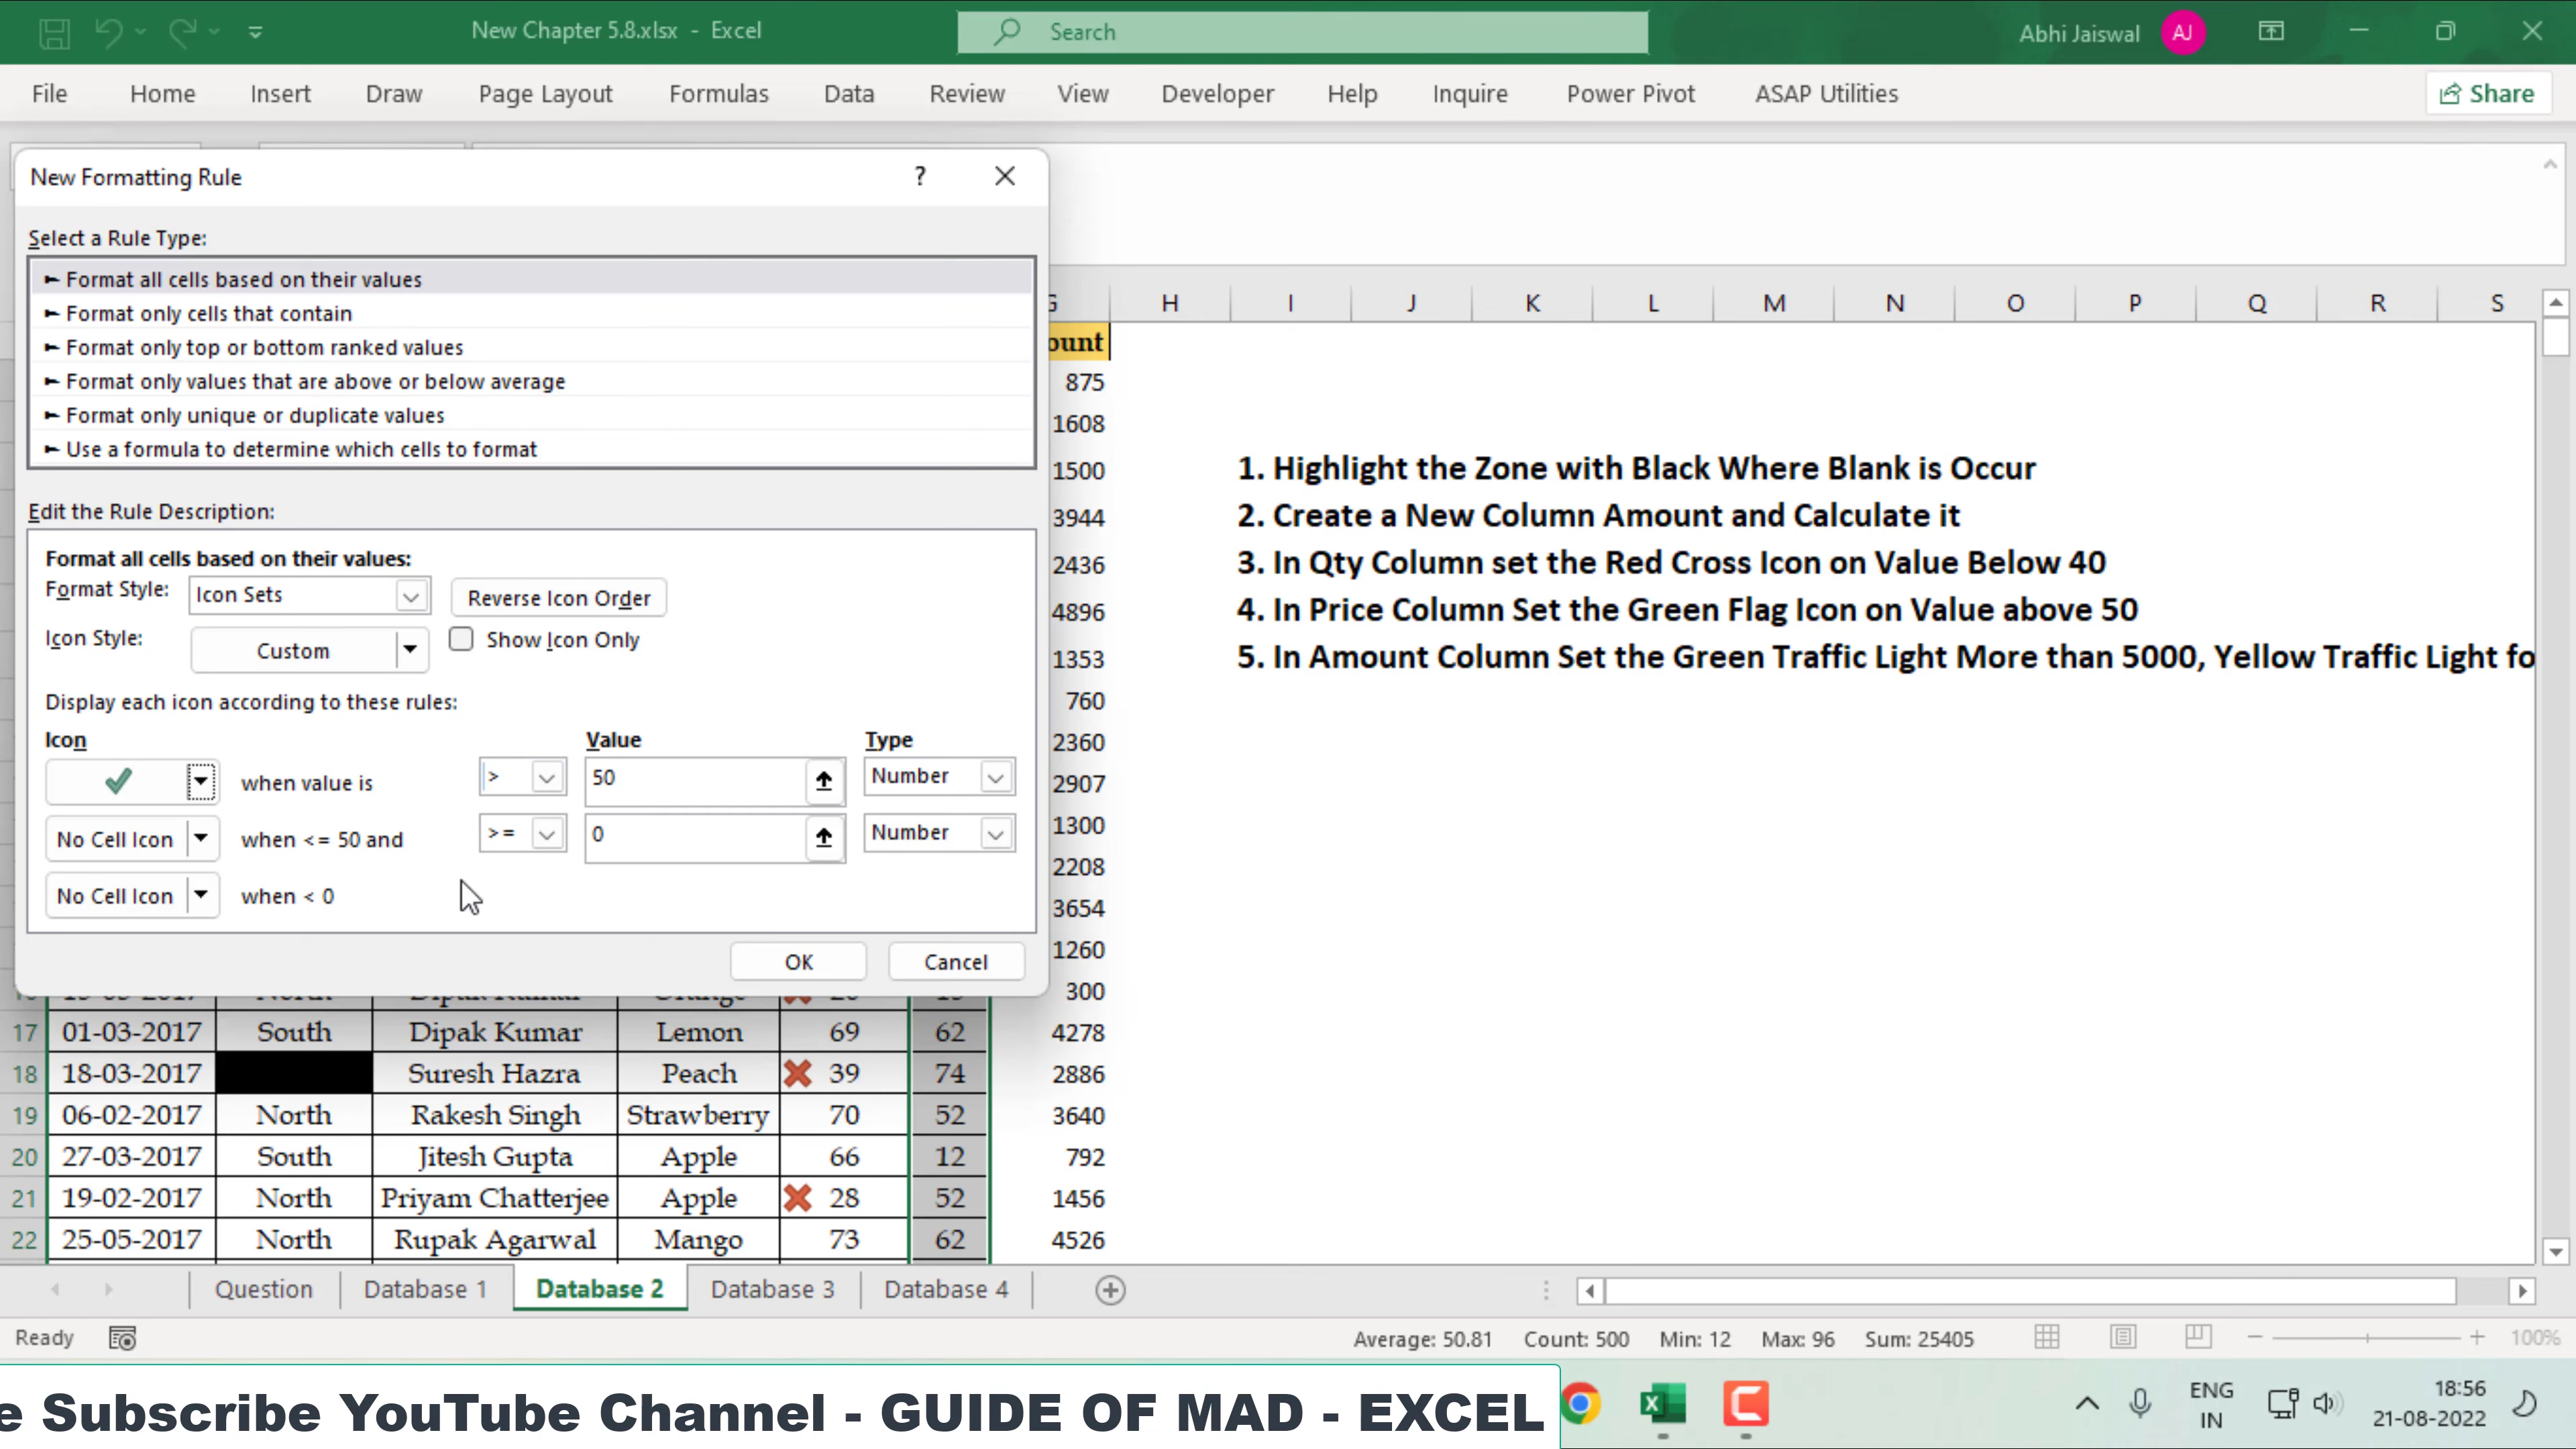 New Chapter 5.8.xlsx - Excel
Search
Abhi Jaiswal
AJ
File Home Insert Draw Page Layout Formulas Data Review View Developer Help Inquire Power Pivot ASAP Utilities
Share
New Formatting Rule
?
Select a Rule Type:
► Format all cells based on their values
► Format only cells that contain
► Format only top or bottom ranked values
► Format only values that are above or below average
► Format only unique or duplicate values
► Use a formula to determine which cells to format
Edit the Rule Description:
Format all cells based on their values:
Format Style: Icon Sets Reverse Icon Order
Icon Style: Custom Show Icon Only
Display each icon according to these rules:
Icon Value Type
when value is > 50 Number
No Cell Icon when <= 50 and >= 0 Number
No Cell Icon when < 0
OK Cancel
H I J K L M N O P Q R S
ount
875
1608
1500
3944
2436
4896
1353
760
2360
2907
1300
2208
3654
1260
300
1. Highlight the Zone with Black Where Blank is Occur
2. Create a New Column Amount and Calculate it
3. In Qty Column set the Red Cross Icon on Value Below 40
4. In Price Column Set the Green Flag Icon on Value above 50
5. In Amount Column Set the Green Traffic Light More than 5000, Yellow Traffic Light fo
17 01-03-2017 South Dipak Kumar Lemon 69 62 4278
18 18-03-2017 Suresh Hazra Peach 39 74 2886
19 06-02-2017 North Rakesh Singh Strawberry 70 52 3640
20 27-03-2017 South Jitesh Gupta Apple 66 12 792
21 19-02-2017 North Priyam Chatterjee Apple 28 52 1456
22 25-05-2017 North Rupak Agarwal Mango 73 62 4526
Question Database 1 Database 2 Database 3 Database 4
Ready
Average: 50.81 Count: 500 Min: 12 Max: 96 Sum: 25405
100%
e Subscribe YouTube Channel - GUIDE OF MAD - EXCEL
ENG
IN
18:56
21-08-2022